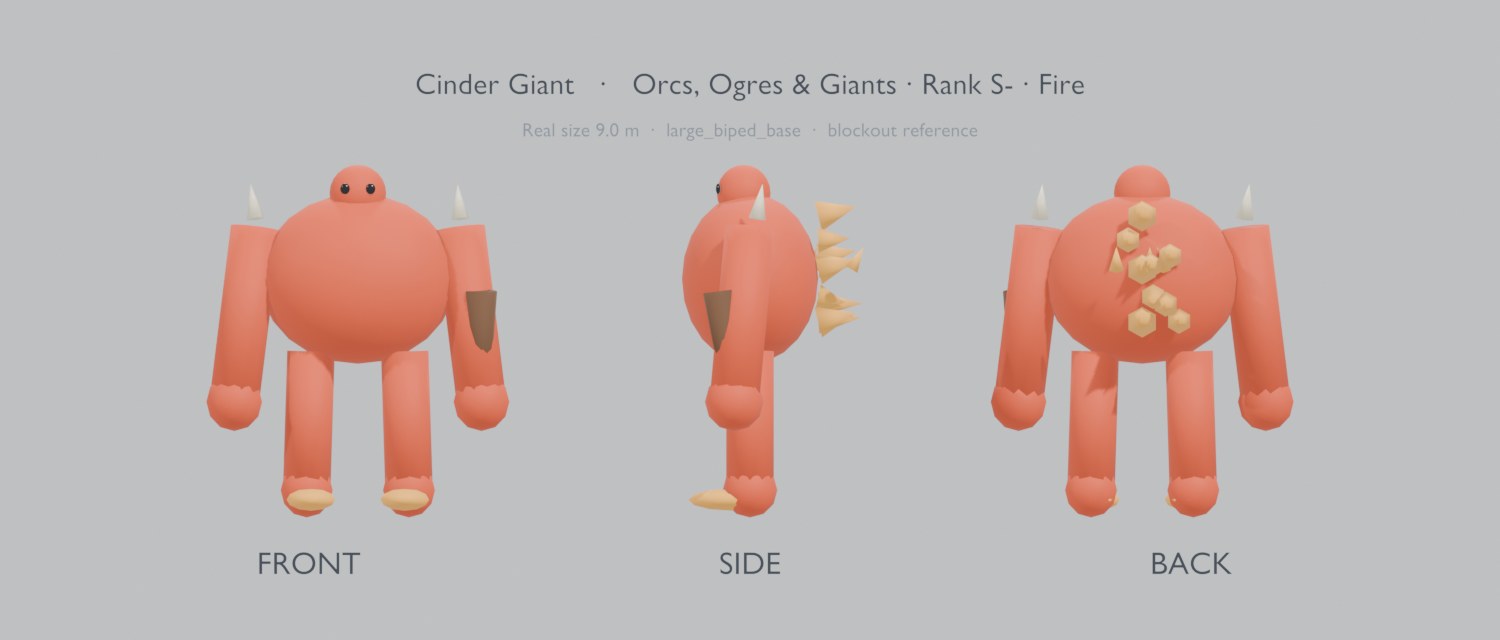 Cinder Giant · Orcs, Ogres & Giants · Rank S- · Fire
Real size 9.0 m · large_biped_base · blockout reference
FRONT SIDE BACK